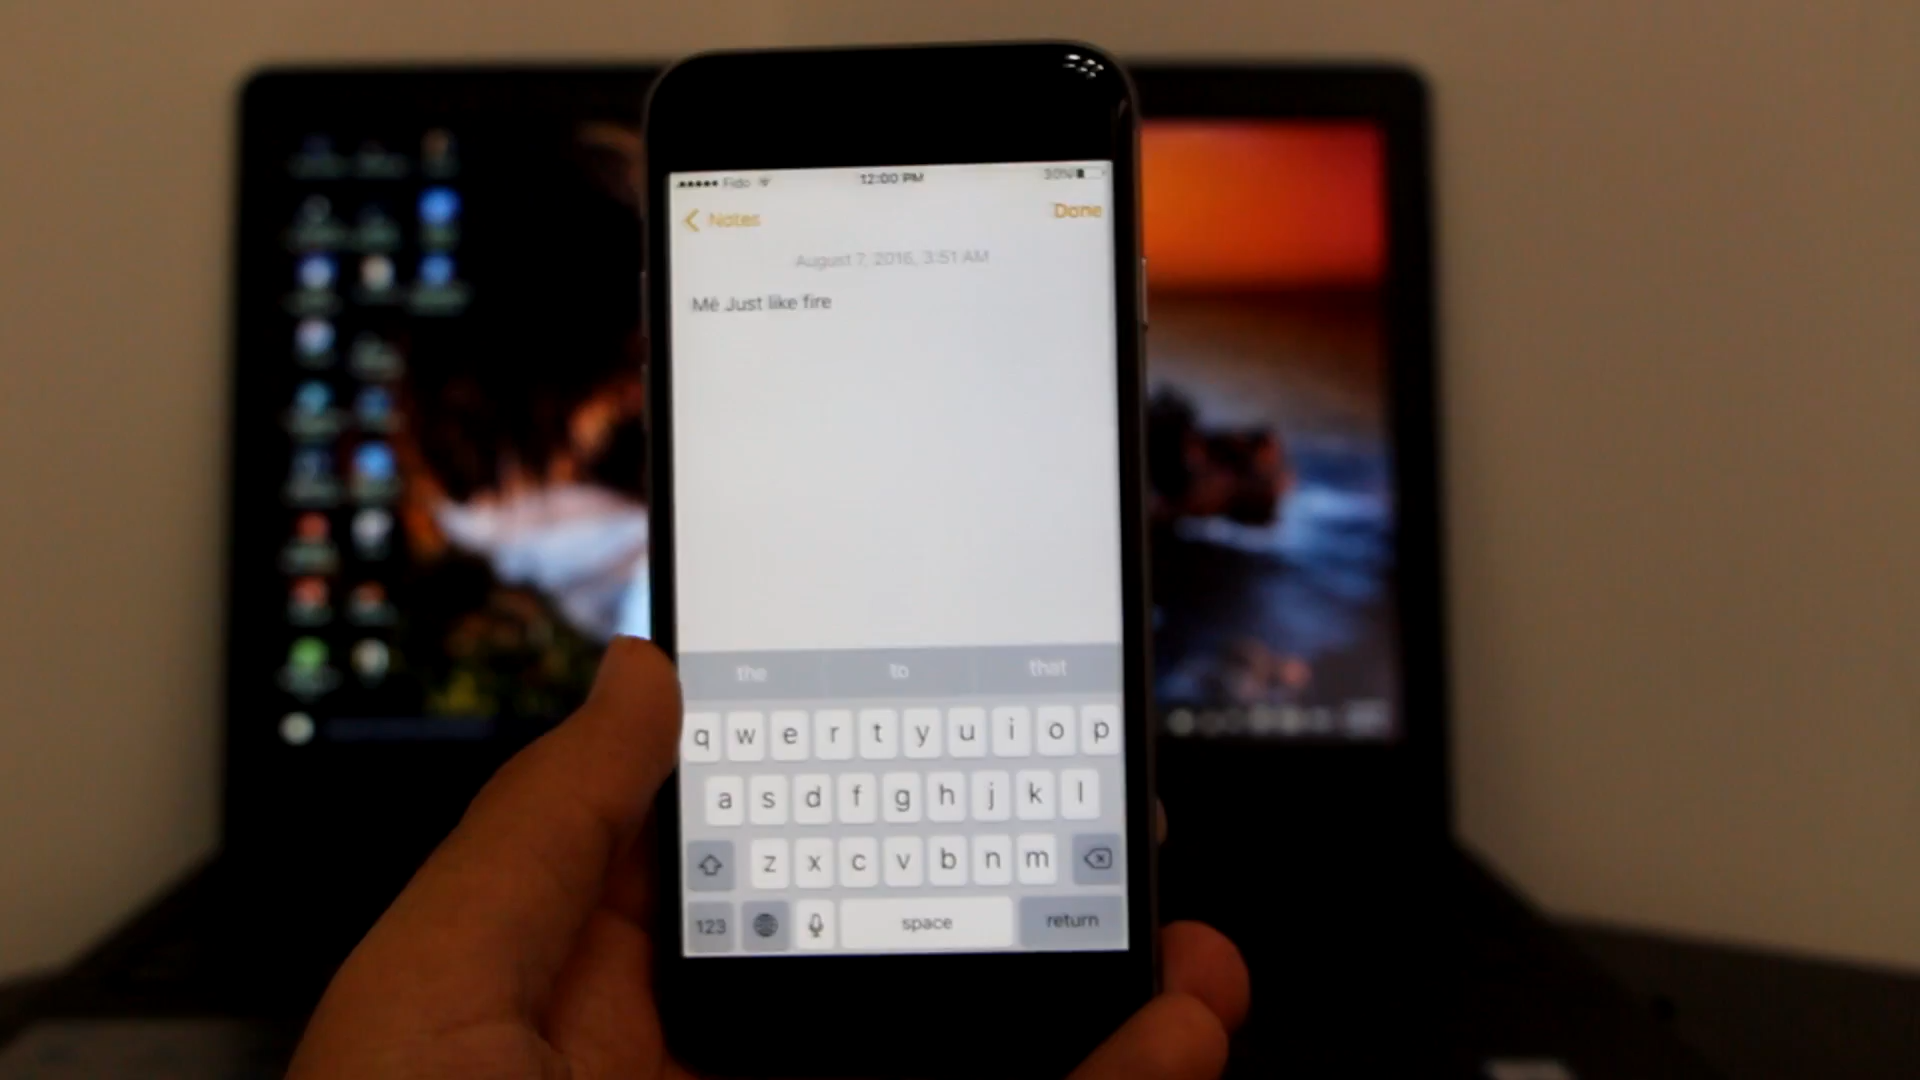 ●●●●● Fido 12:00 PM 30%
Notes Done
August 7, 2016, 3:51 AM
Me Just like fire
the to that
q w e r t y u i o p
a s d f g h j k l
z x c v b n m
123 space return